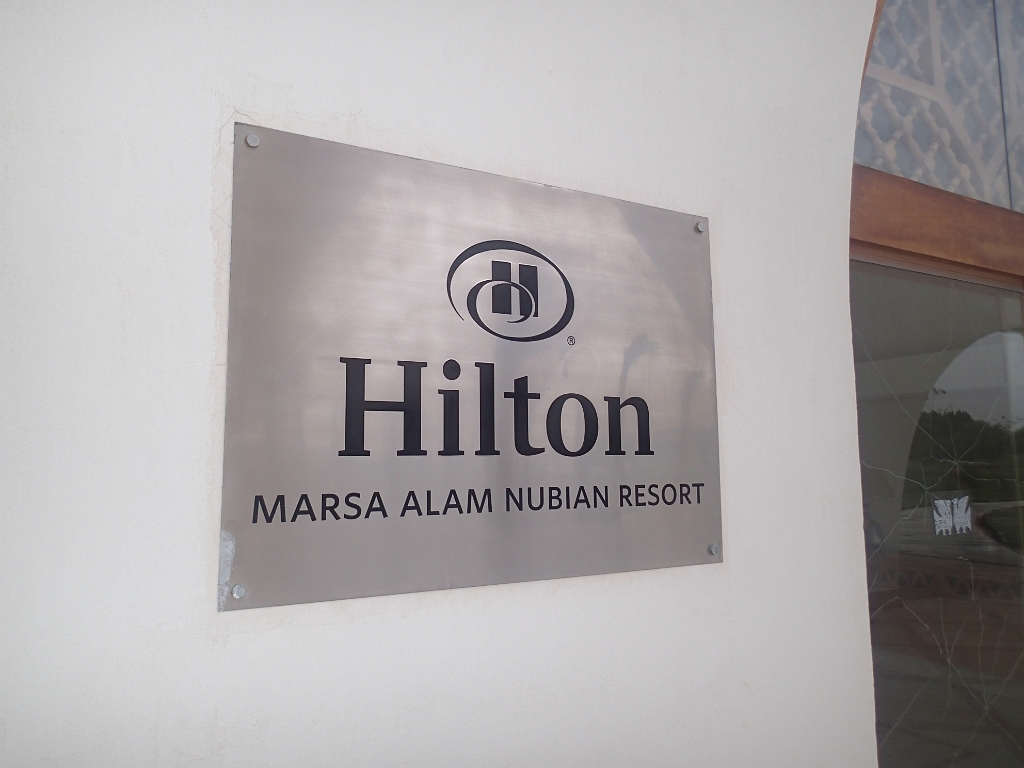 H
®
Hilton
MARSA ALAM NUBIAN RESORT